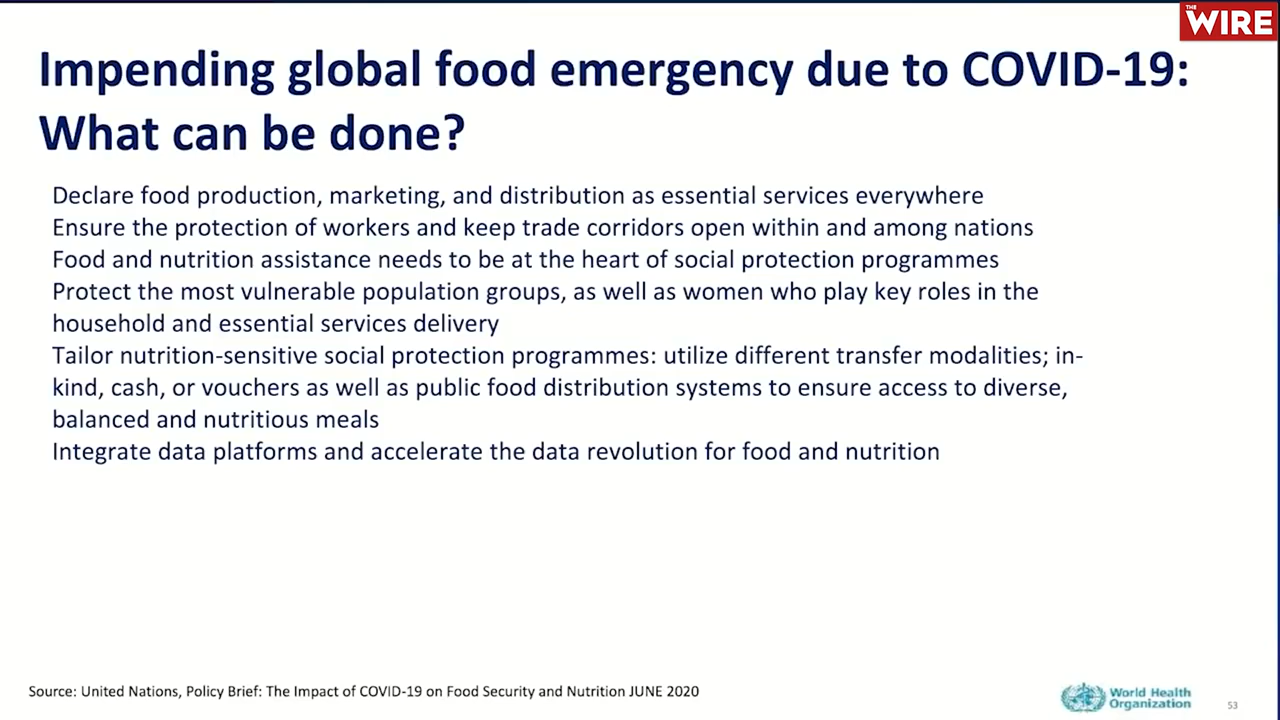 THE
WIRE
Impending global food emergency due to COVID-19:
What can be done?
Declare food production, marketing, and distribution as essential services everywhere
Ensure the protection of workers and keep trade corridors open within and among nations
Food and nutrition assistance needs to be at the heart of social protection programmes
Protect the most vulnerable population groups, as well as women who play key roles in the
household and essential services delivery
Tailor nutrition-sensitive social protection programmes: utilize different transfer modalities; in-
kind, cash, or vouchers as well as public food distribution systems to ensure access to diverse,
balanced and nutritious meals
Integrate data platforms and accelerate the data revolution for food and nutrition
Source: United Nations, Policy Brief: The Impact of COVID-19 on Food Security and Nutrition JUNE 2020
World Health
Organization
53